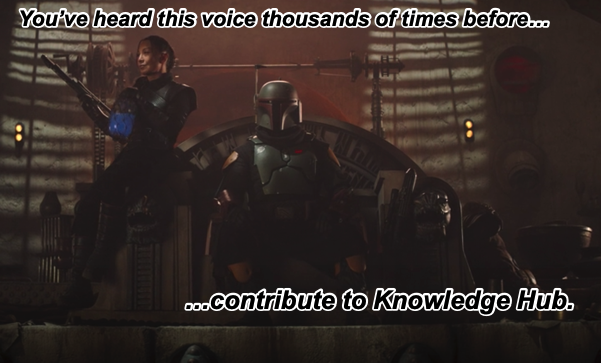 You've heard this voice thousands of times before...
...contribute to Knowledge Hub.